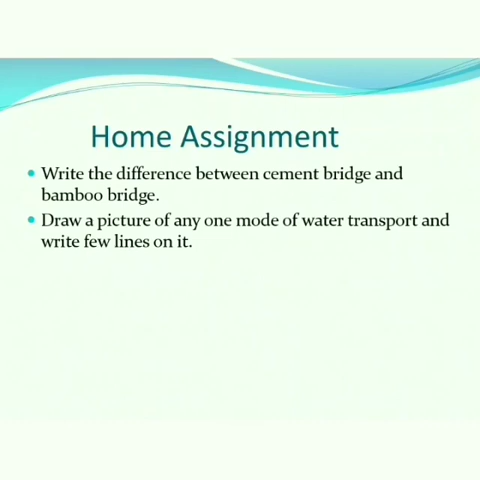 Home Assignment
• Write the difference between cement bridge and
bamboo bridge.
• Draw a picture of any one mode of water transport and
write few lines on it.